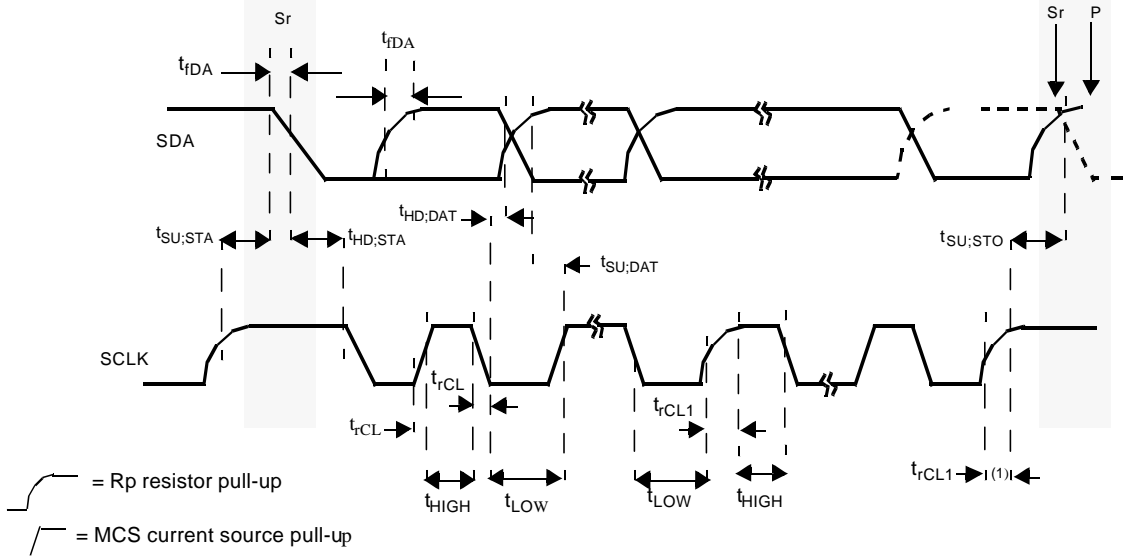 Sr
Sr P
tfDA
tfDA
SDA
tHD;DAT
tSU;STA
tHD;STA
tSU;STO
tSU;DAT
SCLK
trCL
trCL1
trCL
trCL1 (1)
= Rp resistor pull-up
tHIGH
tLOW
tLOW
tHIGH
= MCS current source pull-up